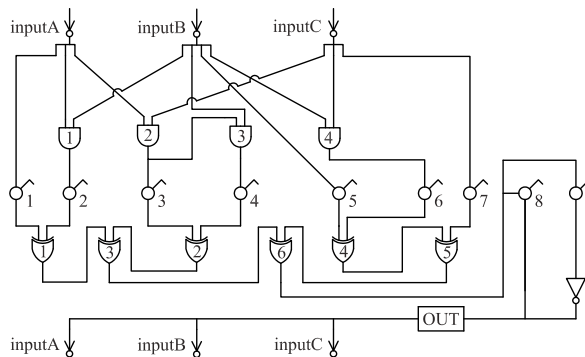 inputA inputB inputC
1 2 3 4
1 2 3 4 5 6 7 8
1 3 2 6 4 5
OUT
inputA inputB inputC